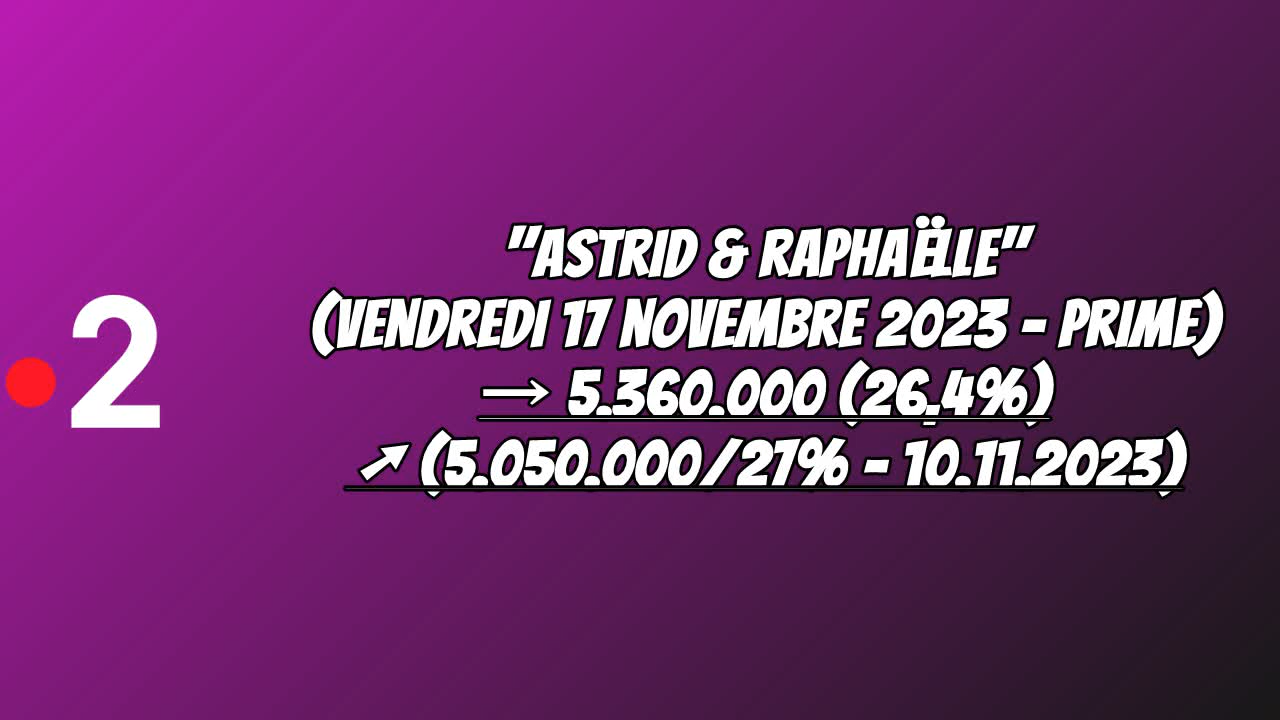 2
"ASTRID & RAPHAËLLE"
(VENDREDI 17 NOVEMBRE 2023 - PRIME)
→ 5.360.000 (26,4%)
↗ (5.050.000/27% - 10.11.2023)